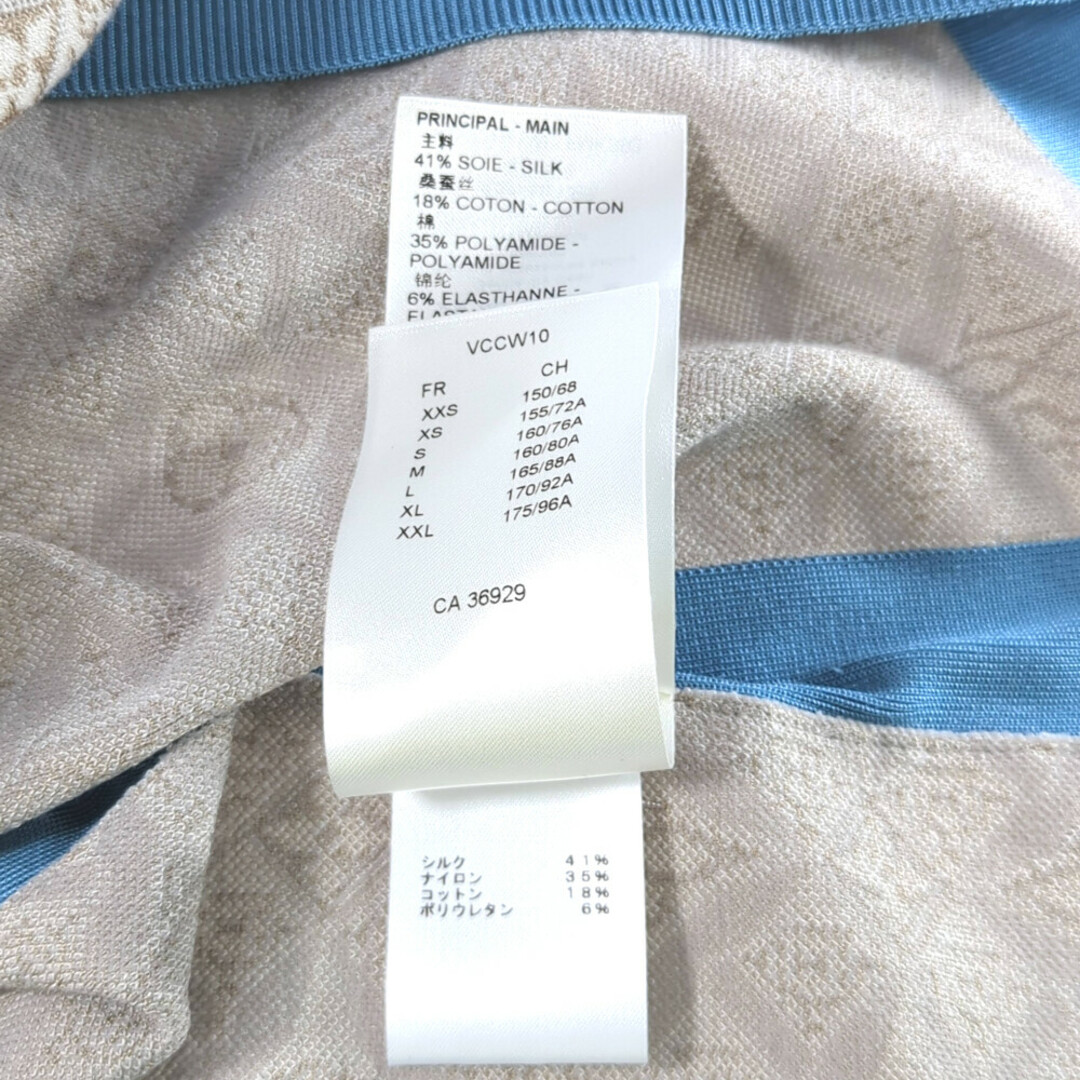 PRINCIPAL - MAIN
主料
41% SOIE - SILK
桑蚕丝
18% COTON - COTTON
棉
35% POLYAMIDE -
POLYAMIDE
锦纶
6% ELASTHANNE -
VCCW10
FR CH
XXS 150/68
XS 155/72A
S 160/76A
M 160/80A
L 165/88A
XL 170/92A
XXL 175/96A
CA 36929
シルク 41%
ナイロン 35%
コットン 18%
ポリウレタン 6%